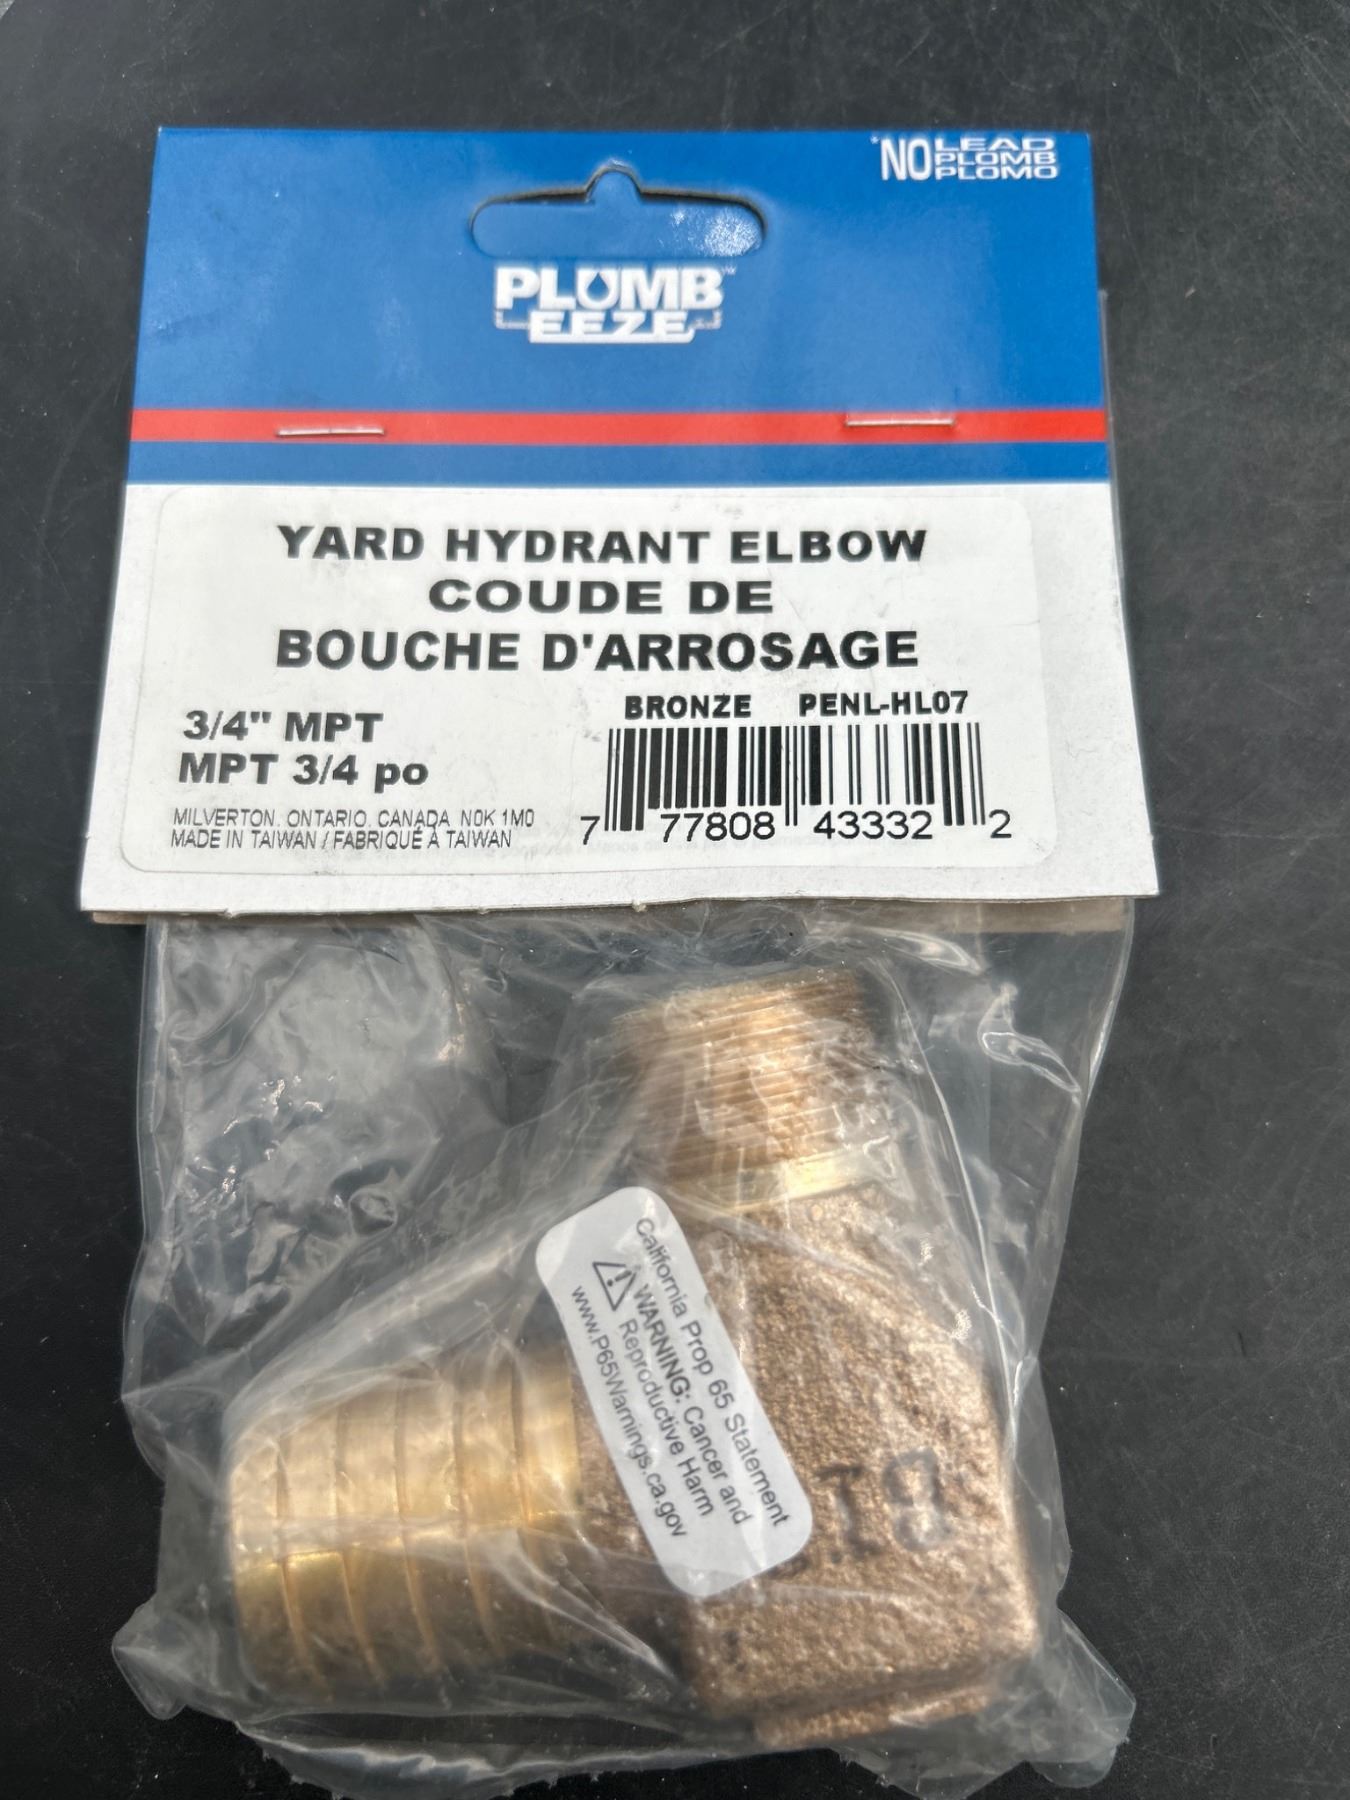 *NO LEAD
PLOMB
PLOMO
PLUMB™
EEZE
YARD HYDRANT ELBOW
COUDE DE
BOUCHE D'ARROSAGE
BRONZE PENL-HL07
3/4" MPT
MPT 3/4 po
MILVERTON, ONTARIO, CANADA N0K 1M0
MADE IN TAIWAN / FABRIQUÉ À TAIWAN
7 77808 43332 2
California Prop 65 Statement
WARNING: Cancer and
Reproductive Harm
www.P65Warnings.ca.gov